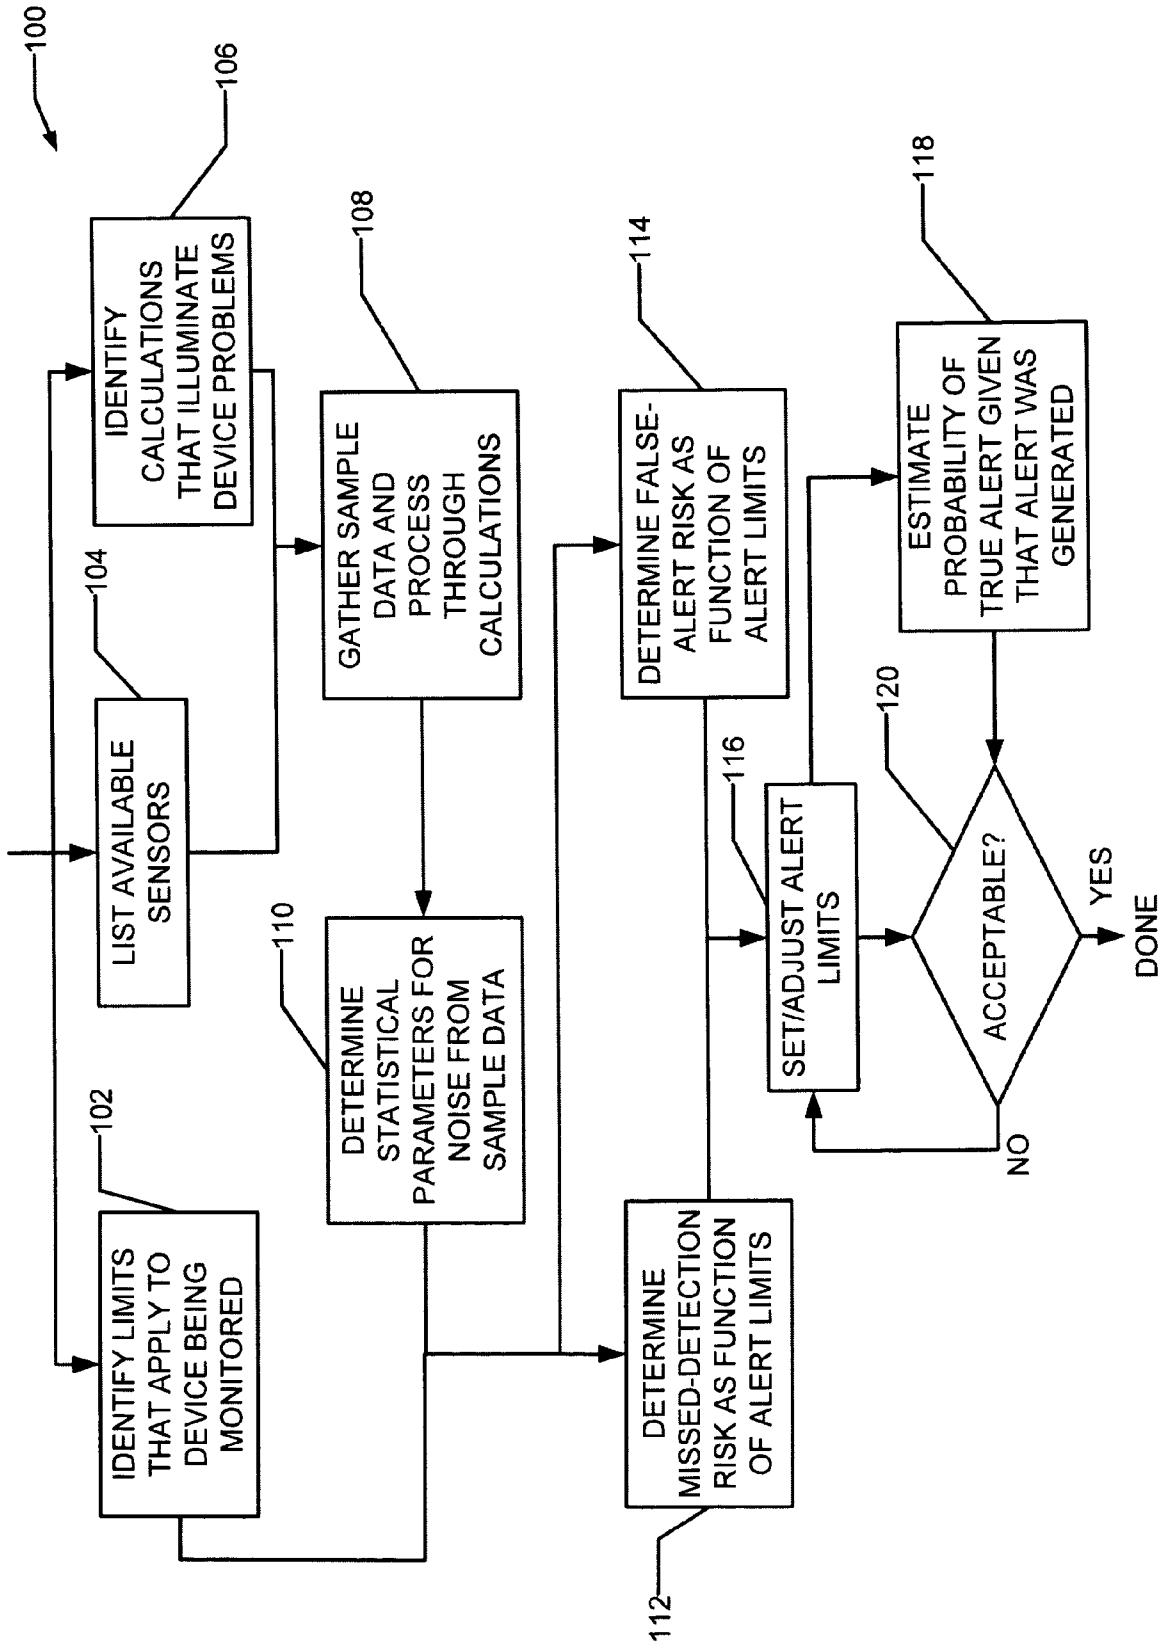 100
102
IDENTIFY LIMITS
THAT APPLY TO
DEVICE BEING
MONITORED
104
LIST AVAILABLE
SENSORS
106
IDENTIFY
CALCULATIONS
THAT ILLUMINATE
DEVICE PROBLEMS
110
DETERMINE
STATISTICAL
PARAMETERS FOR
NOISE FROM
SAMPLE DATA
108
GATHER SAMPLE
DATA AND
PROCESS
THROUGH
CALCULATIONS
112
DETERMINE
MISSED-DETECTION
RISK AS FUNCTION
OF ALERT LIMITS
114
DETERMINE FALSE-
ALERT RISK AS
FUNCTION OF
ALERT LIMITS
116
SET/ADJUST ALERT
LIMITS
118
ESTIMATE
PROBABILITY OF
TRUE ALERT GIVEN
THAT ALERT WAS
GENERATED
120
ACCEPTABLE?
NO
YES
DONE